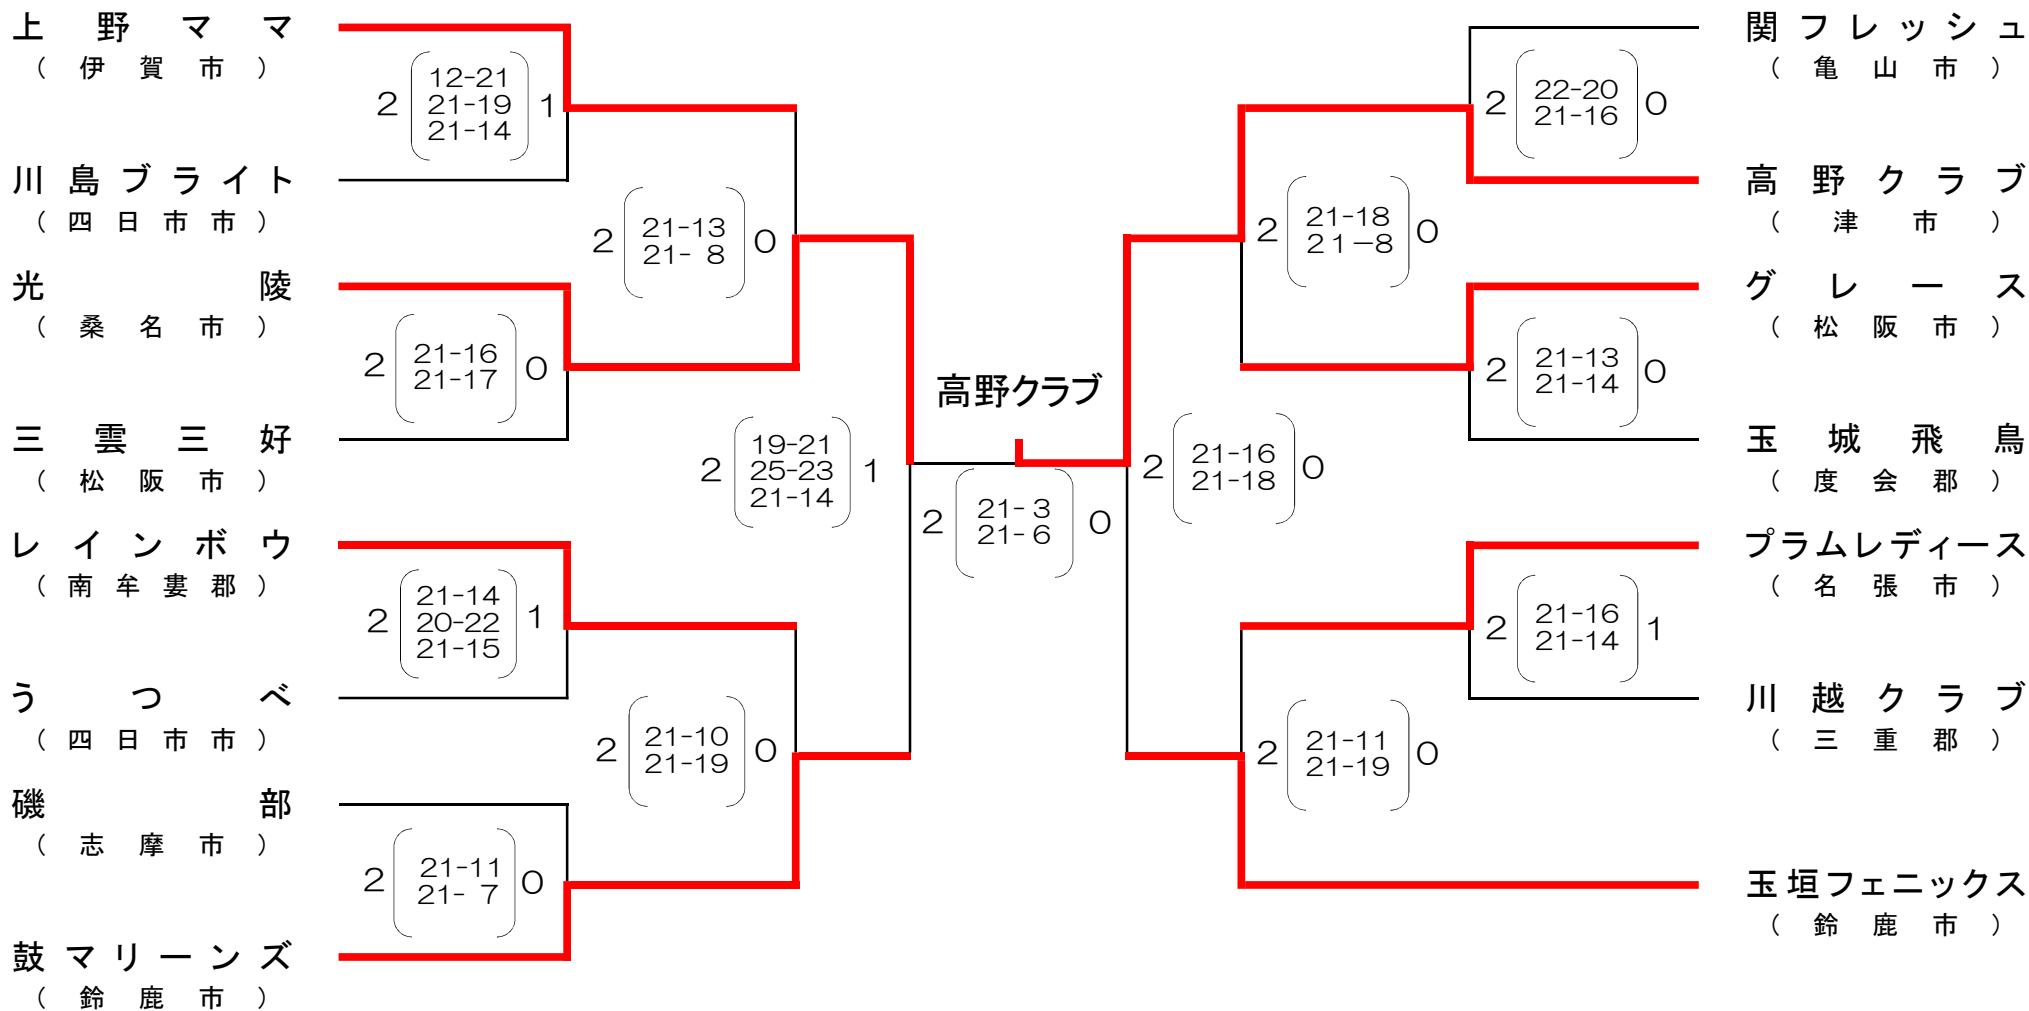 上野ママ
(伊賀市)
2 12-21 1
21-19
21-14
川島ブライト
(四日市市)
2 21-13 0
21- 8
光陵
(桑名市)
2 21-16 0
21-17
三雲三好
(松阪市)
2 19-21 1
25-23
21-14
レインボウ
(南牟婁郡)
2 21-14 1
20-22
21-15
うつべ
(四日市市)
2 21-10 0
21-19
磯部
(志摩市)
2 21-11 0
21- 7
鼓マリーンズ
(鈴鹿市)
高野クラブ
2 21- 3 0
21- 6
関フレッシュ
(亀山市)
2 22-20 0
21-16
高野クラブ
(津市)
2 21-18 0
21-8
グレース
(松阪市)
2 21-13 0
21-14
玉城飛鳥
(度会郡)
2 21-16 0
21-18
プラムレディース
(名張市)
2 21-16 1
21-14
川越クラブ
(三重郡)
2 21-11 0
21-19
玉垣フェニックス
(鈴鹿市)